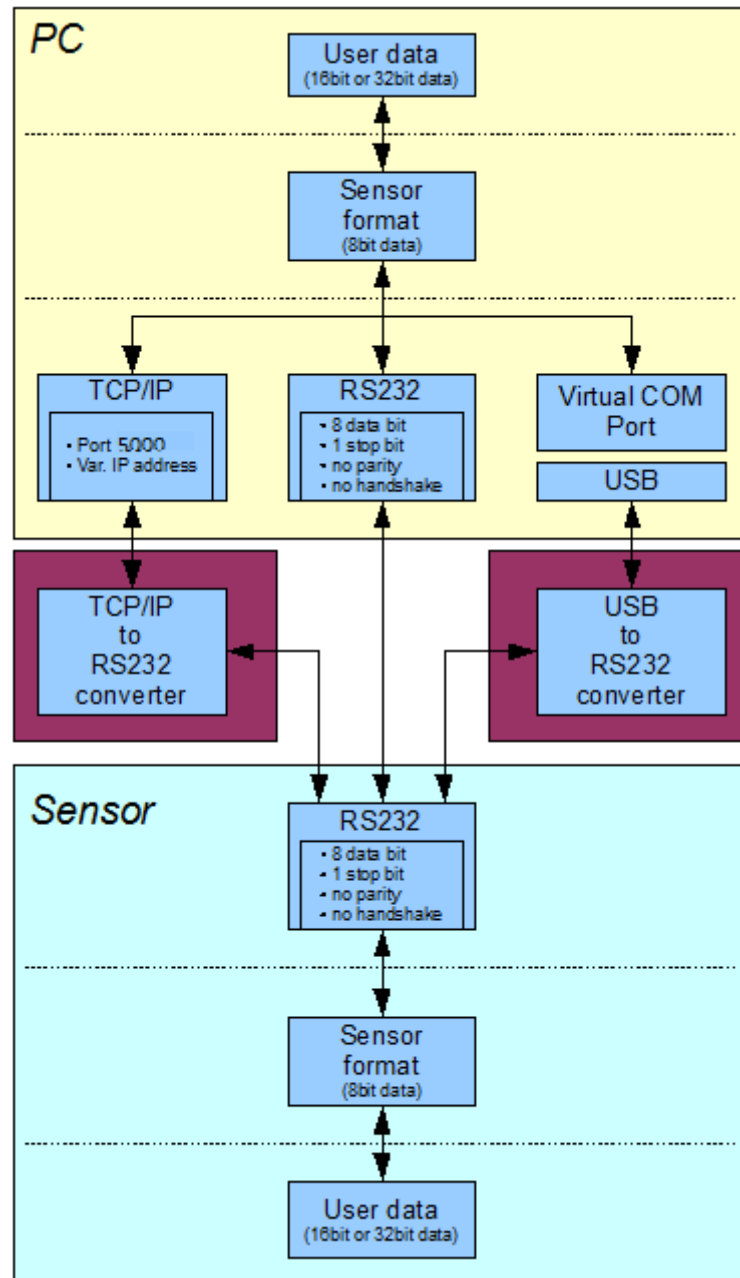 PC
User data
(16bit or 32bit data)
Sensor
format
(8bit data)
TCP/IP
• Port 5000
• Var. IP address
RS232
• 8 data bit
• 1 stop bit
• no parity
• no handshake
Virtual COM
Port
USB
TCP/IP
to
RS232
converter
USB
to
RS232
converter
Sensor
RS232
• 8 data bit
• 1 stop bit
• no parity
• no handshake
Sensor
format
(8bit data)
User data
(16bit or 32bit data)